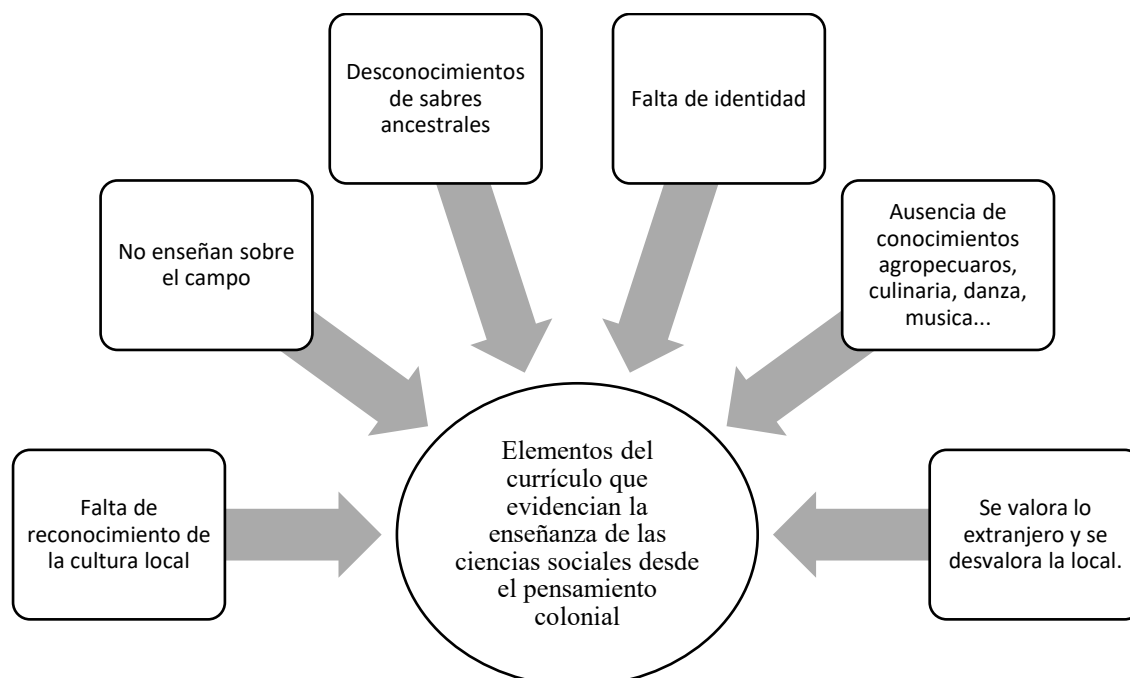 Desconocimientos
de sabres
ancestrales
Falta de identidad
No enseñan sobre
el campo
Ausencia de
conocimientos
agropecuaros,
culinaria, danza,
musica...
Falta de
reconocimiento de
la cultura local
Elementos del
currículo que
evidencian la
enseñanza de las
ciencias sociales desde
el pensamiento
colonial
Se valora lo
extranjero y se
desvalora la local.